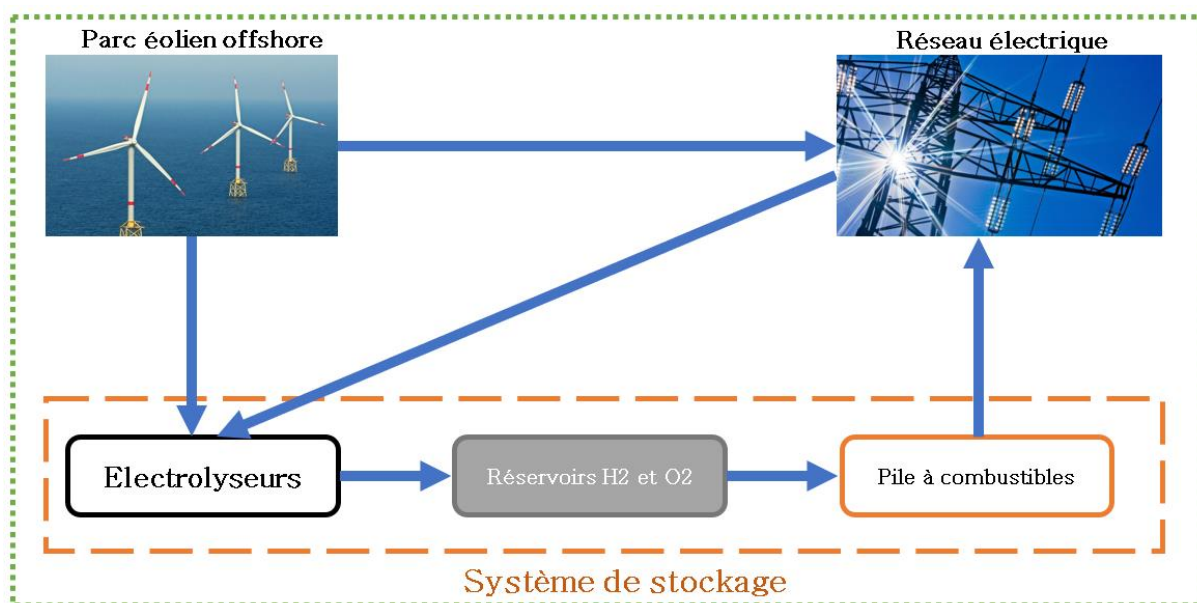 Parc éolien offshore
Réseau électrique
Electrolyseurs
Réservoirs H2 et O2
Pile à combustibles
Système de stockage